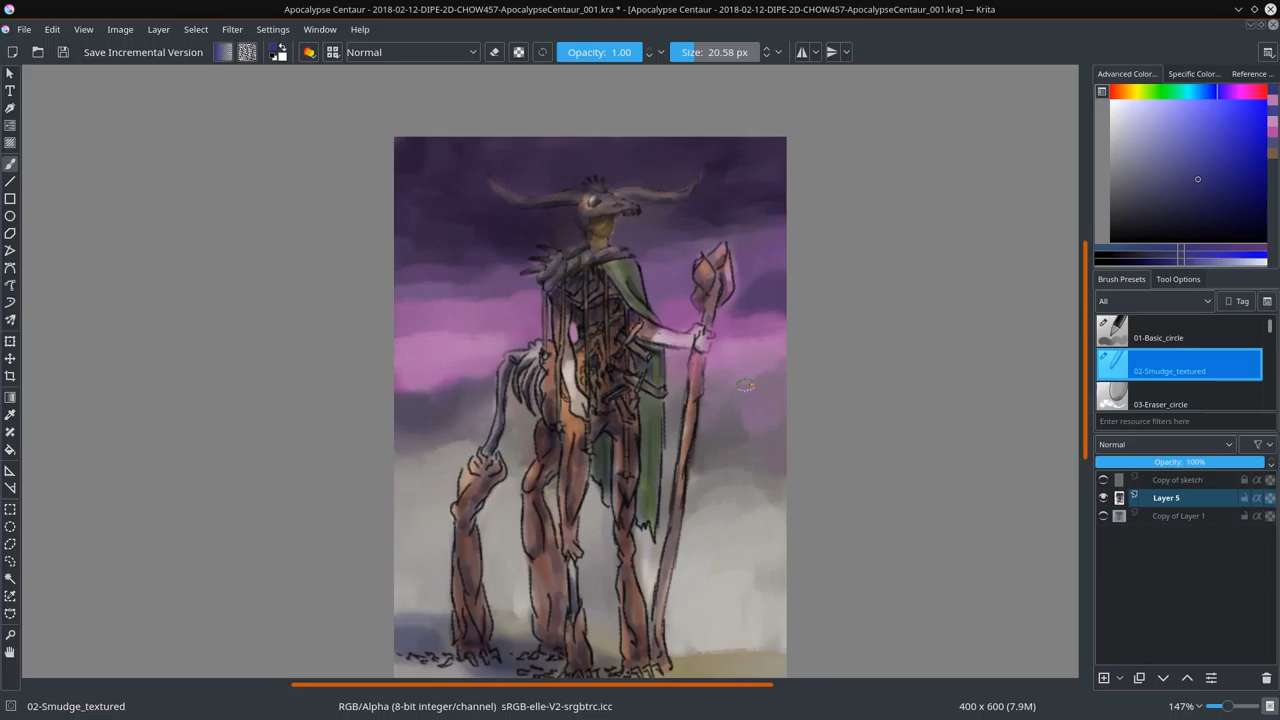 Apocalypse Centaur - 2018-02-12-DIPE-2D-CHOW457-ApocalypseCentaur_001.kra * - [Apocalypse Centaur - 2018-02-12-DIPE-2D-CHOW457-ApocalypseCentaur_001.kra] — Krita
File Edit View Image Layer Select Filter Settings Window Help
Save Incremental Version Normal Opacity: 1.00 Size: 20.58 px
Advanced Color... Specific Color... Reference ...
Brush Presets Tool Options
All Tag
01-Basic_circle
02-Smudge_textured
03-Eraser_circle
Enter resource filters here
Normal
Opacity: 100%
Copy of sketch
Layer 5
Copy of Layer 1
02-Smudge_textured RGB/Alpha (8-bit integer/channel) sRGB-elle-V2-srgbtrc.icc 400 x 600 (7.9M) 147%